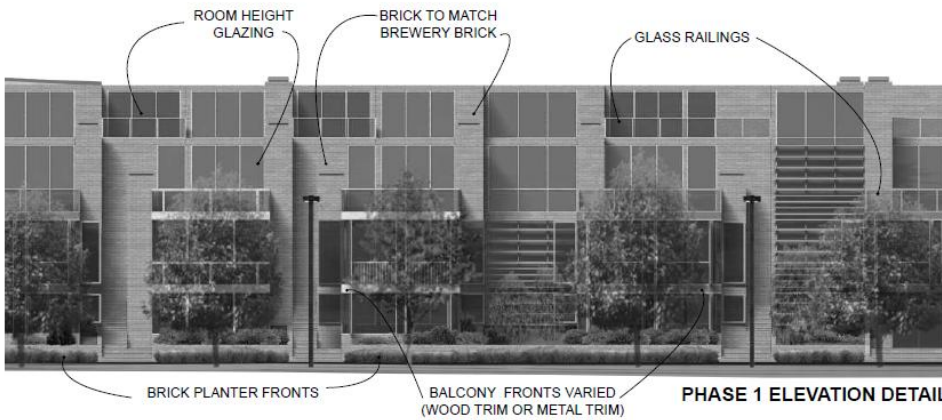 ROOM HEIGHT
GLAZING
BRICK TO MATCH
BREWERY BRICK
GLASS RAILINGS
BRICK PLANTER FRONTS
BALCONY FRONTS VARIED
(WOOD TRIM OR METAL TRIM)
PHASE 1 ELEVATION DETAIL